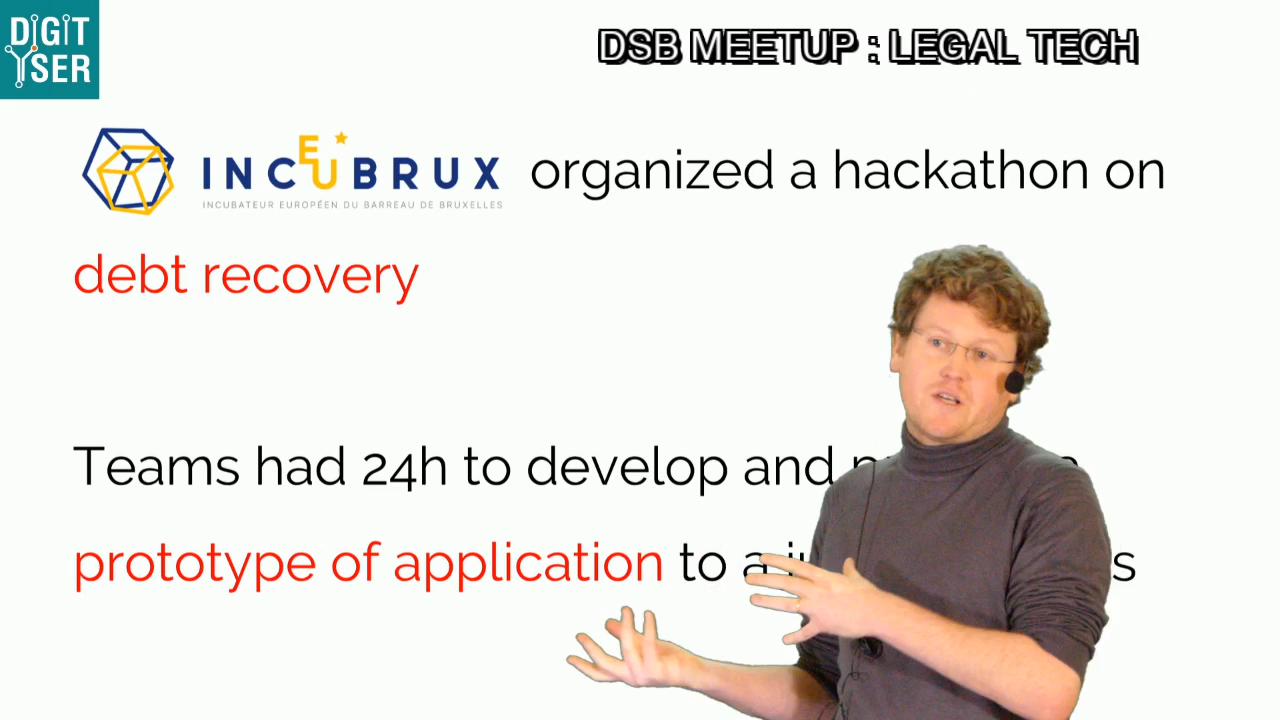 DIGIT
YSER
DSB MEETUP : LEGAL TECH
INCEUBRUX
INCUBATEUR EUROPÉEN DU BARREAU DE BRUXELLES
organized a hackathon on
debt recovery
Teams had 24h to develop and
prototype of application to a